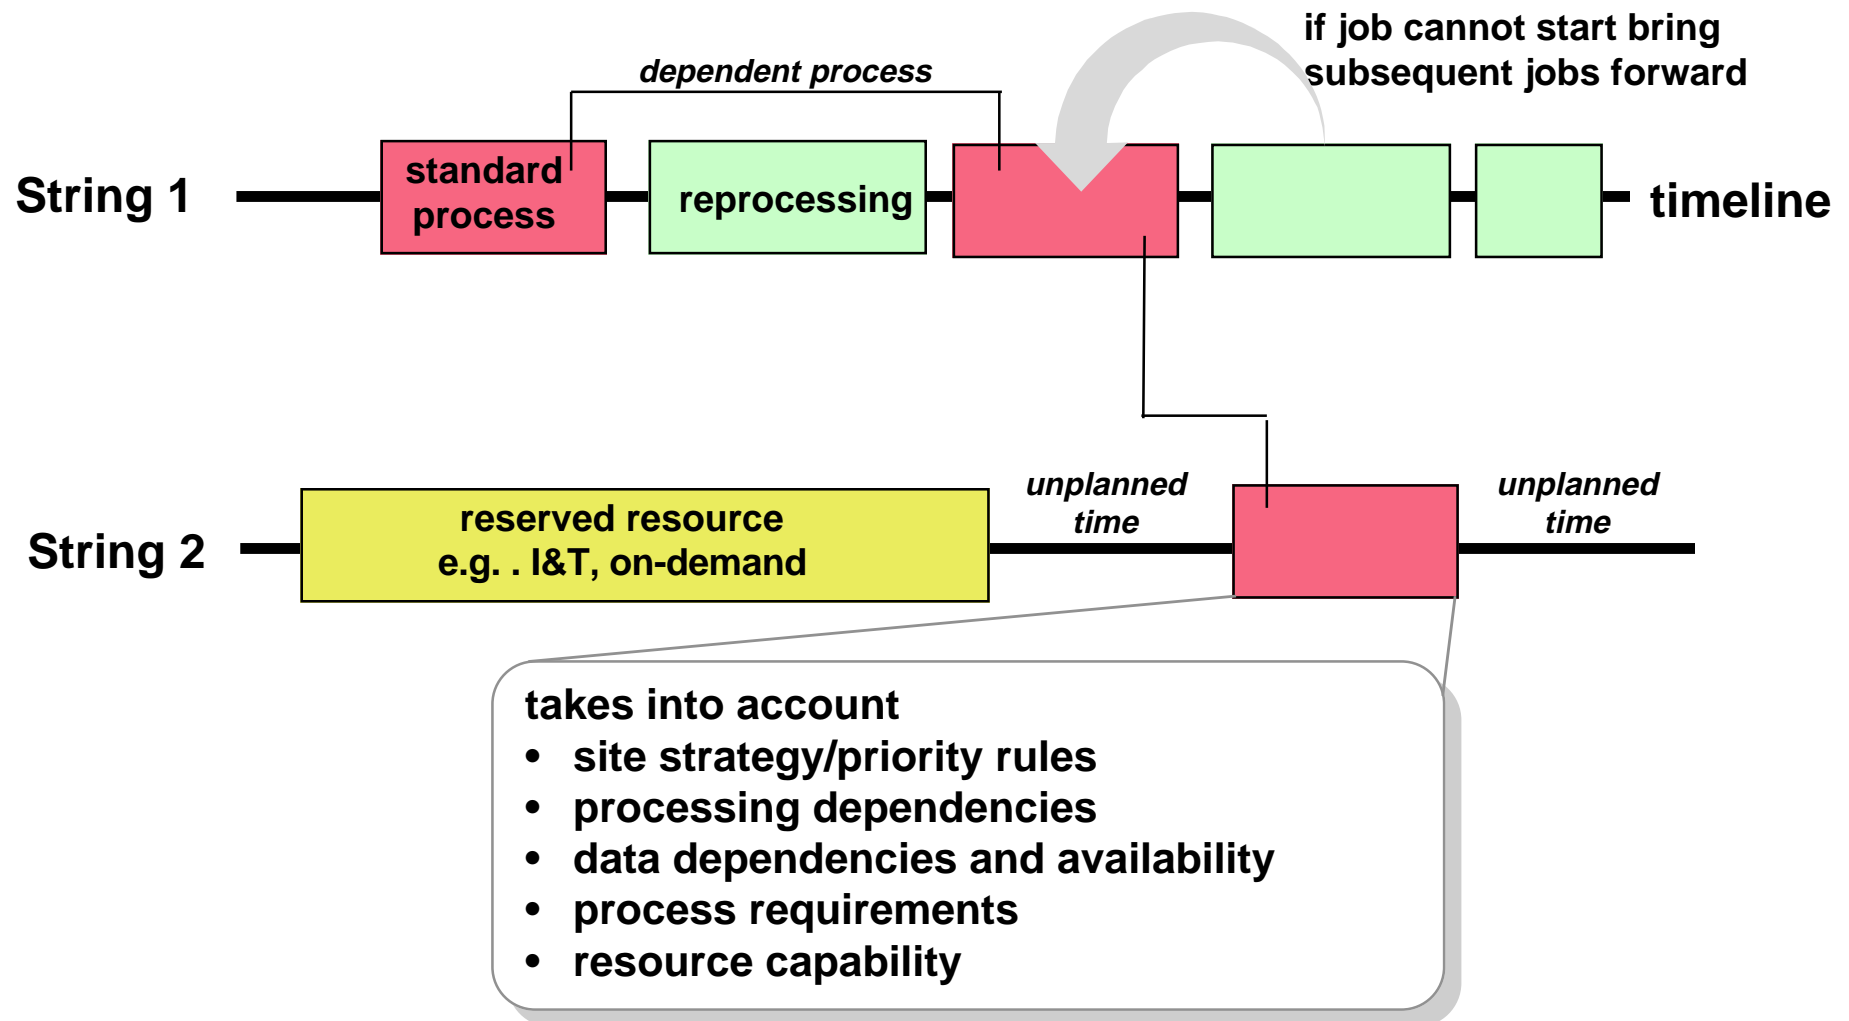 if job cannot start bring
subsequent jobs forward
dependent process
String 1
standard
process
reprocessing
timeline
String 2
reserved resource
e.g. . I&T, on-demand
unplanned
time
unplanned
time
takes into account
• site strategy/priority rules
• processing dependencies
• data dependencies and availability
• process requirements
• resource capability